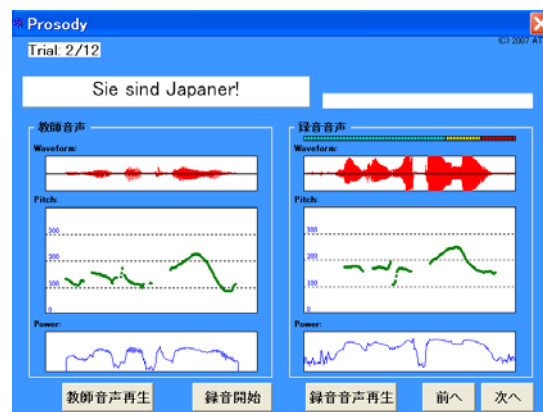 Prosody
(C) 2007 AT
Trial: 2/12
Sie sind Japaner!
教師音声
Waveform:
Pitch:
300
200
100
0
Power:
録音音声
Waveform:
Pitch:
300
200
100
0
Power:
教師音声再生
録音開始
録音音声再生
前へ
次へ